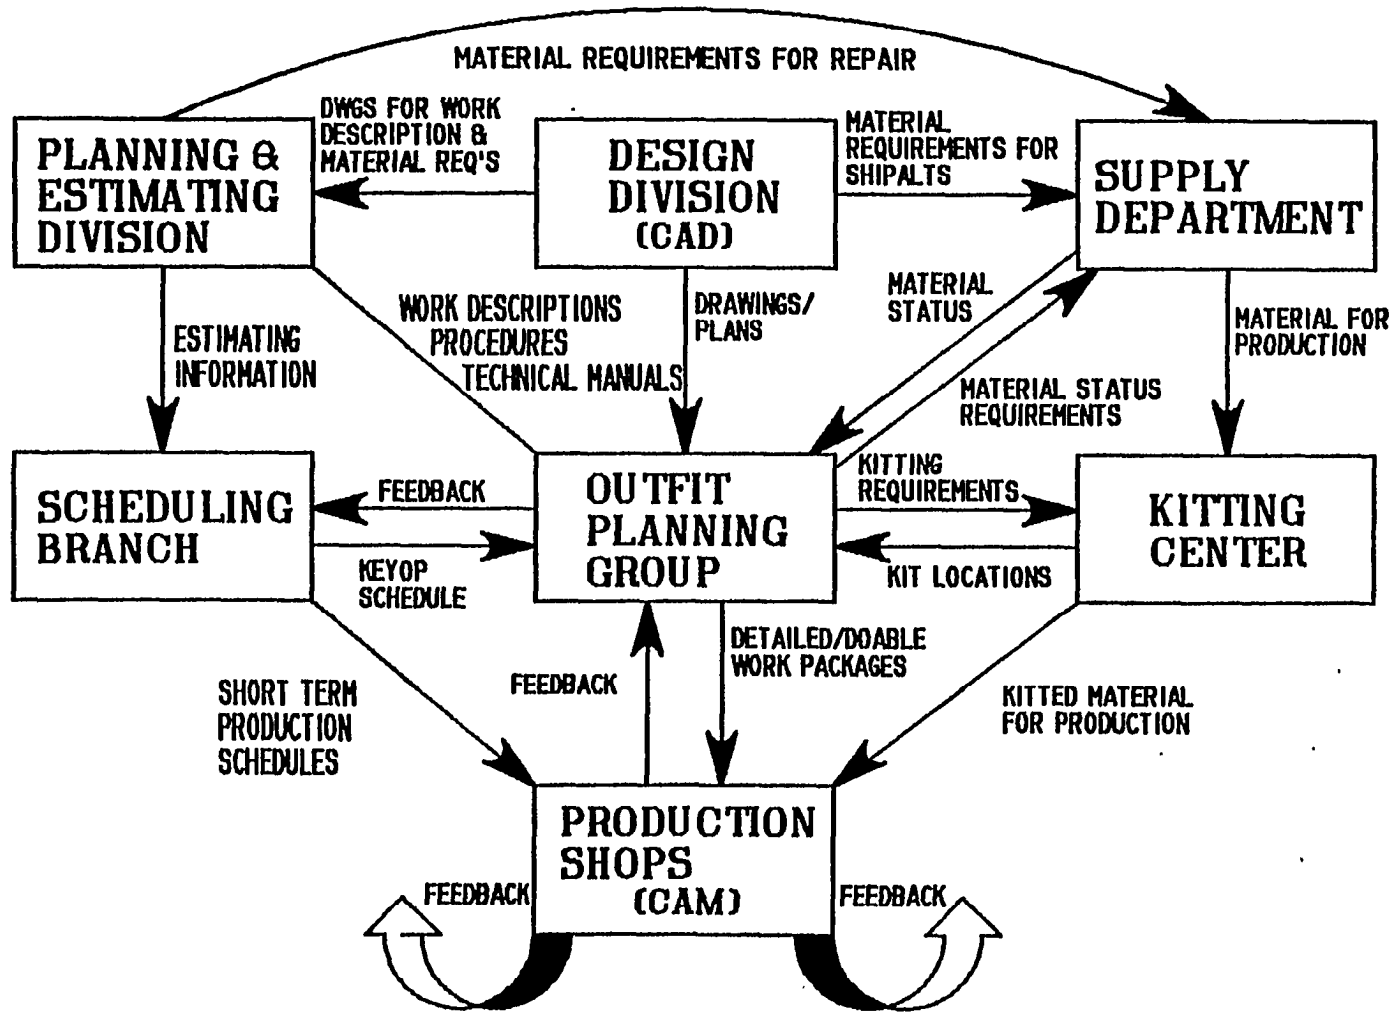 MATERIAL REQUIREMENTS FOR REPAIR
DWGS FOR WORK
DESCRIPTION &
MATERIAL REQ'S
MATERIAL
REQUIREMENTS FOR
SHIPALTS
PLANNING &
ESTIMATING
DIVISION
DESIGN
DIVISION
(CAD)
SUPPLY
DEPARTMENT
ESTIMATING
INFORMATION
WORK DESCRIPTIONS
PROCEDURES
TECHNICAL MANUALS
DRAWINGS/
PLANS
MATERIAL
STATUS
MATERIAL STATUS
REQUIREMENTS
MATERIAL FOR
PRODUCTION
SCHEDULING
BRANCH
FEEDBACK
KEYOP
SCHEDULE
OUTFIT
PLANNING
GROUP
KITTING
REQUIREMENTS
KIT LOCATIONS
KITTING
CENTER
SHORT TERM
PRODUCTION
SCHEDULES
FEEDBACK
DETAILED/DOABLE
WORK PACKAGES
KITTED MATERIAL
FOR PRODUCTION
PRODUCTION
SHOPS
(CAM)
FEEDBACK
FEEDBACK